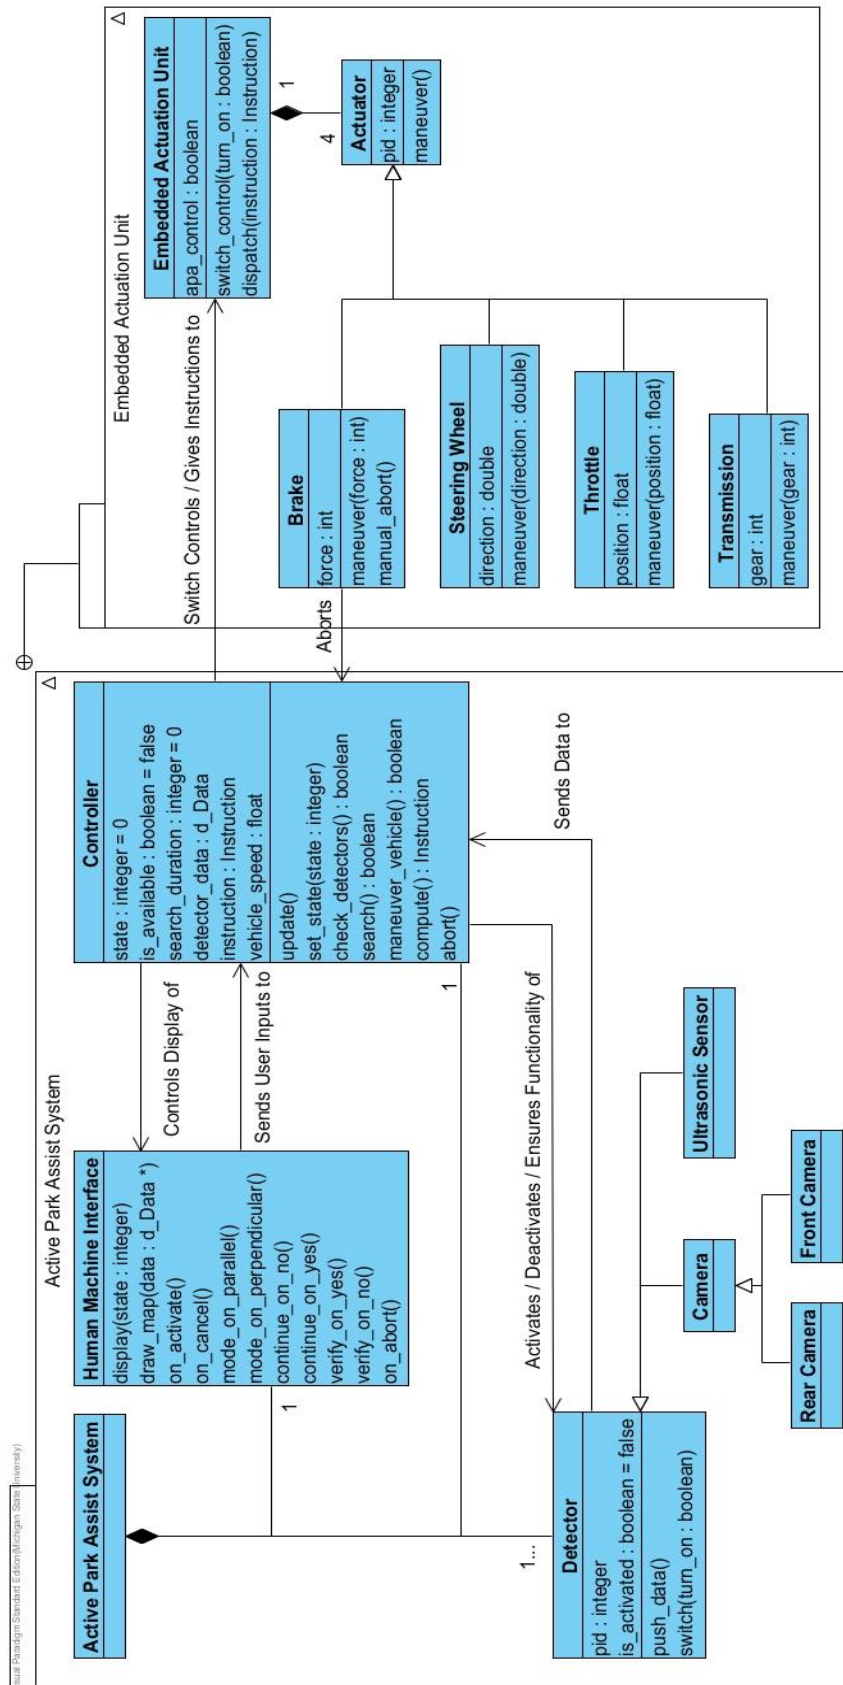 sual Paradigm Standard Edition(Michigan State University)
Active Park Assist System
Active Park Assist System
Human Machine Interface
display(state : integer)
draw_map(data : d_Data *)
on_activate()
on_cancel()
mode_on_parallel()
mode_on_perpendicular()
continue_on_no()
continue_on_yes()
verify_on_yes()
verify_on_no()
on_abort()
1
Controls Display of
Sends User Inputs to
Controller
state : integer = 0
is_available : boolean = false
search_duration : integer = 0
detector_data : d_Data
instruction : Instruction
vehicle_speed : float
update()
set_state(state : integer)
check_detectors() : boolean
search() : boolean
maneuver_vehicle() : boolean
compute() : Instruction
abort()
1
Activates / Deactivates / Ensures Functionality of
Sends Data to
1...
Detector
pid : integer
is_activated : boolean = false
push_data()
switch(turn_on : boolean)
Camera
Ultrasonic Sensor
Rear Camera
Front Camera
Switch Controls / Gives Instructions to
Aborts
Embedded Actuation Unit
Embedded Actuation Unit
apa_control : boolean
switch_control(turn_on : boolean)
dispatch(instruction : Instruction)
1
4
Actuator
pid : integer
maneuver()
Brake
force : int
maneuver(force : int)
manual_abort()
Steering Wheel
direction : double
maneuver(direction : double)
Throttle
position : float
maneuver(position : float)
Transmission
gear : int
maneuver(gear : int)